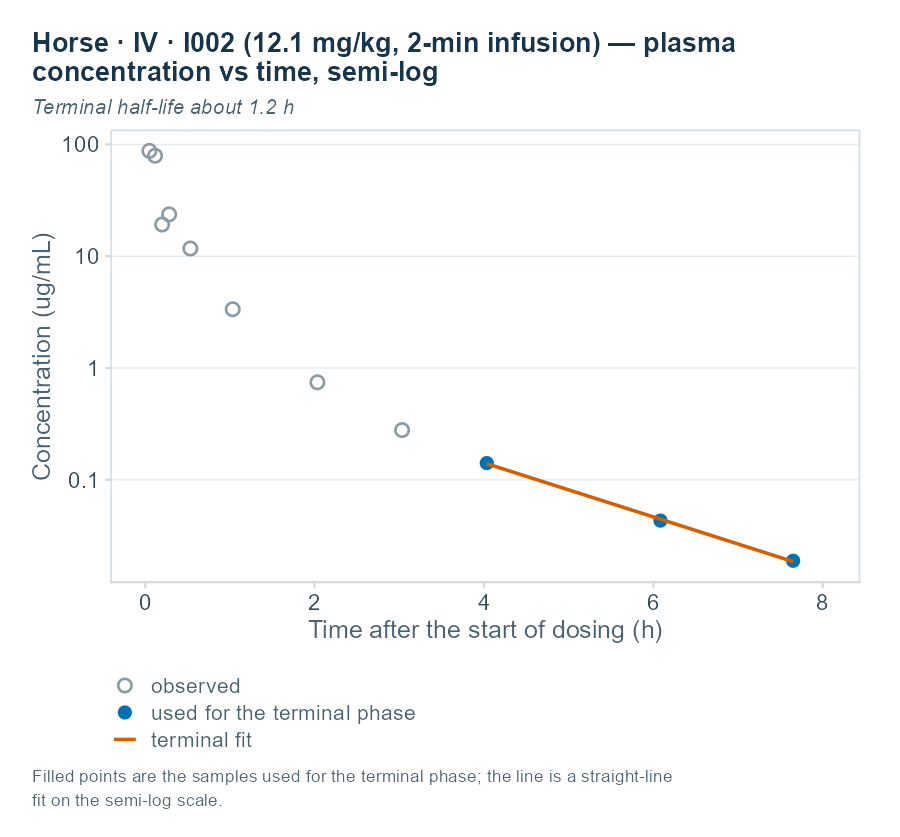 Horse · IV · I002 (12.1 mg/kg, 2-min infusion) — plasma
concentration vs time, semi-log
Terminal half-life about 1.2 h
100
10
1
0.1
Concentration (ug/mL)
0 2 4 6 8
Time after the start of dosing (h)
observed
used for the terminal phase
terminal fit
Filled points are the samples used for the terminal phase; the line is a straight-line
fit on the semi-log scale.